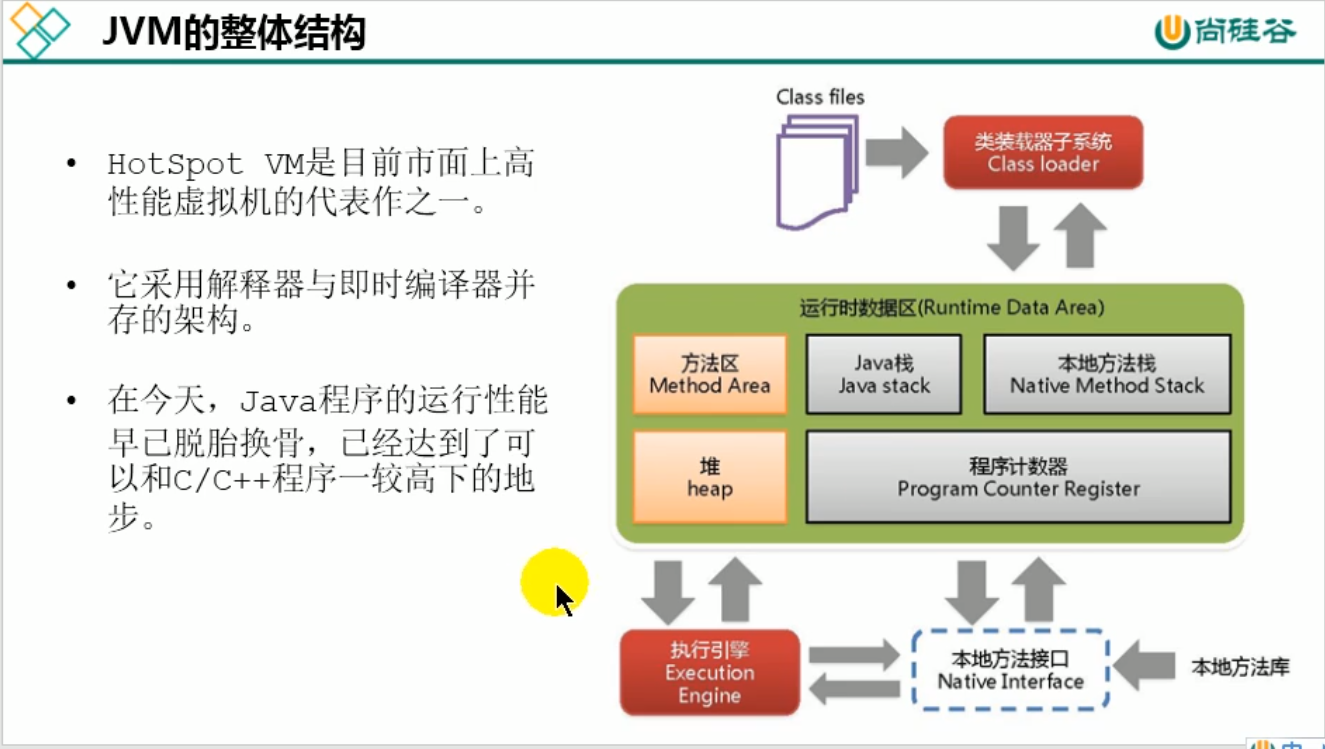 JVM的整体结构
尚硅谷
• HotSpot VM是目前市面上高
性能虚拟机的代表作之一。
• 它采用解释器与即时编译器并
存的架构。
• 在今天，Java程序的运行性能
早已脱胎换骨，已经达到了可
以和C/C++程序一较高下的地
步。
Class files
类装载器子系统
Class loader
运行时数据区(Runtime Data Area)
方法区
Method Area
Java栈
Java stack
本地方法栈
Native Method Stack
堆
heap
程序计数器
Program Counter Register
执行引擎
Execution
Engine
本地方法接口
Native Interface
本地方法库